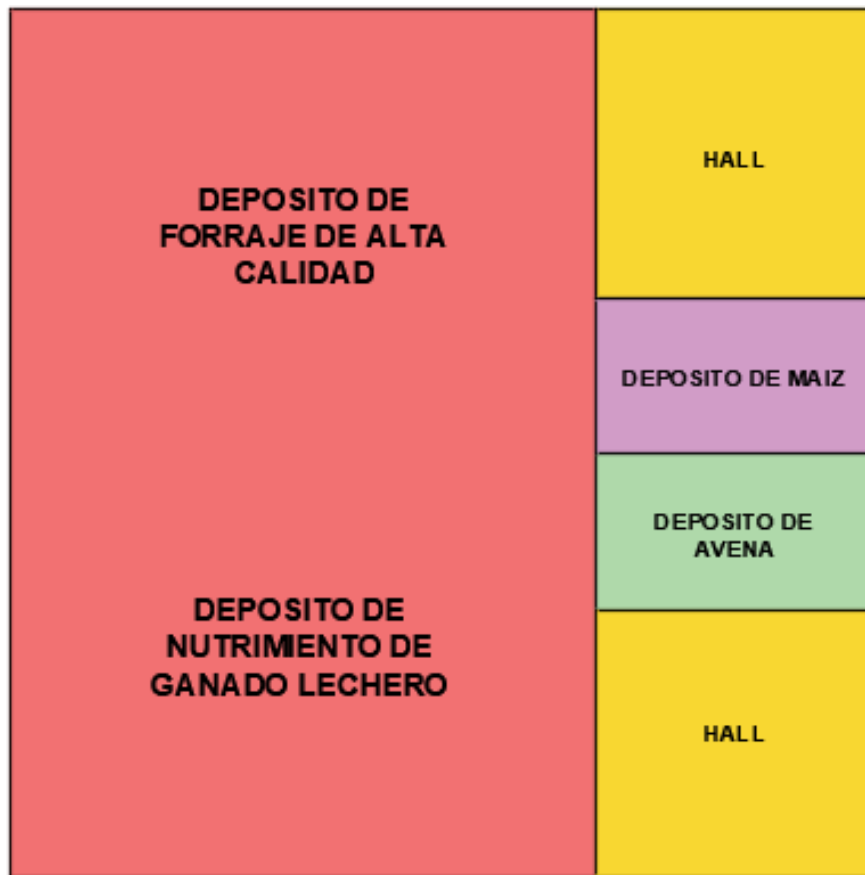 DEPOSITO DE
FORRAJE DE ALTA
CALIDAD
DEPOSITO DE
NUTRIMIENTO DE
GANADO LECHERO
HALL
DEPOSITO DE MAIZ
DEPOSITO DE
AVENA
HALL